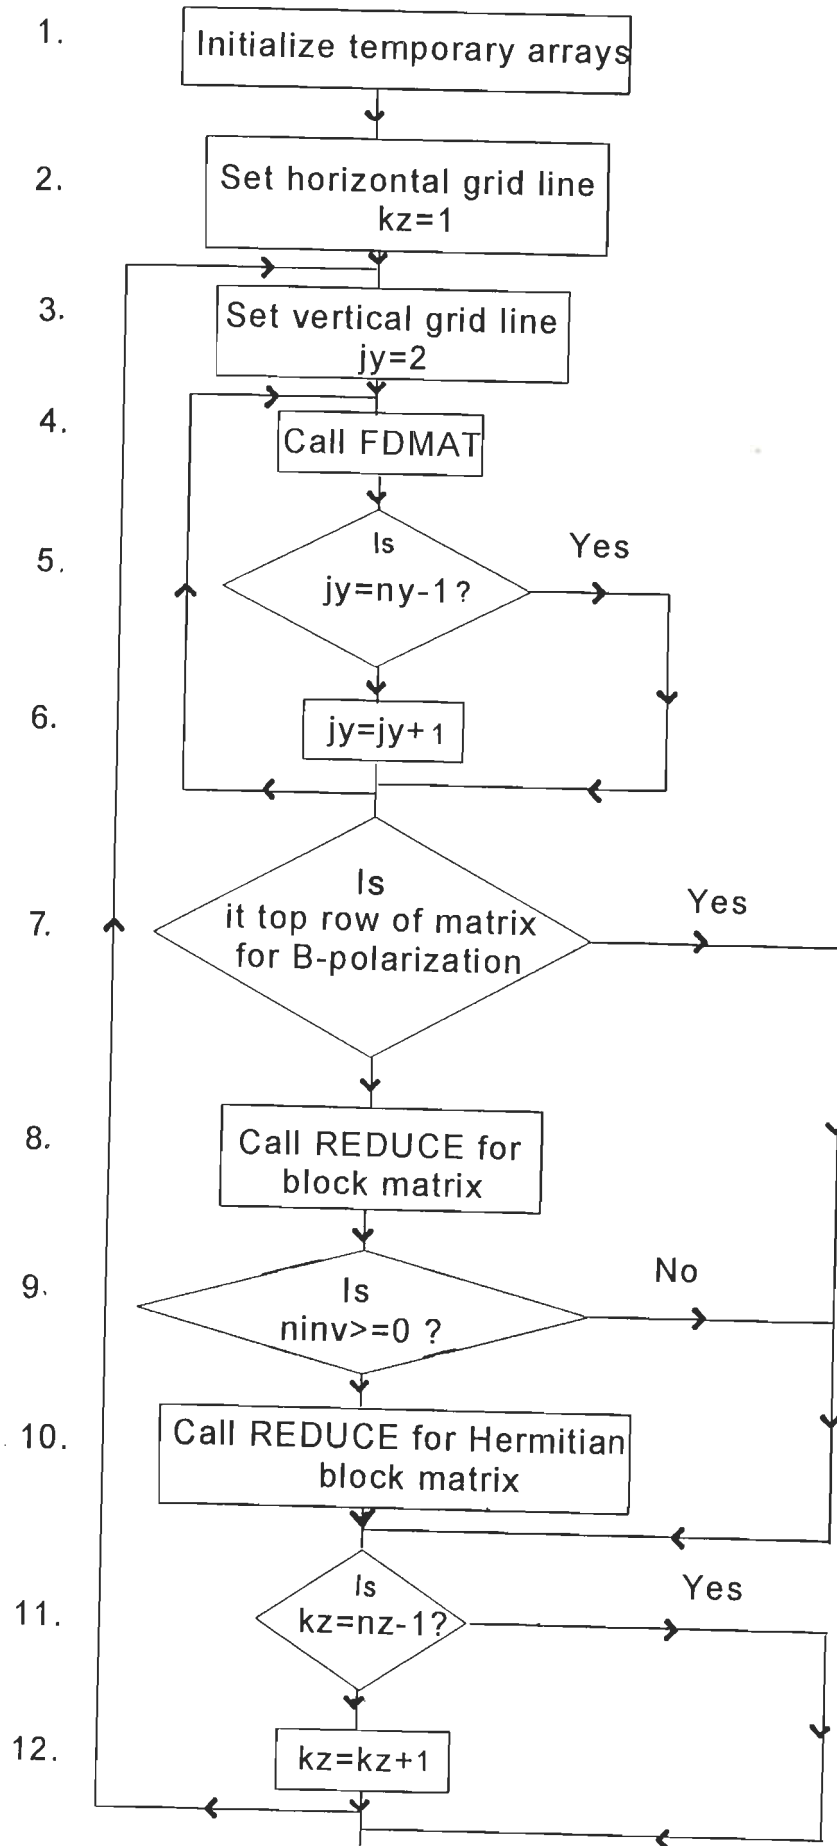 1.
Initialize temporary arrays
2.
Set horizontal grid line
kz=1
3.
Set vertical grid line
jy=2
4.
Call FDMAT
5.
Is
jy=ny-1?
Yes
6.
jy=jy+1
7.
Is
it top row of matrix
for B-polarization
Yes
8.
Call REDUCE for
block matrix
9.
Is
ninv>=0 ?
No
10.
Call REDUCE for Hermitian
block matrix
11.
Is
kz=nz-1?
Yes
12.
kz=kz+1